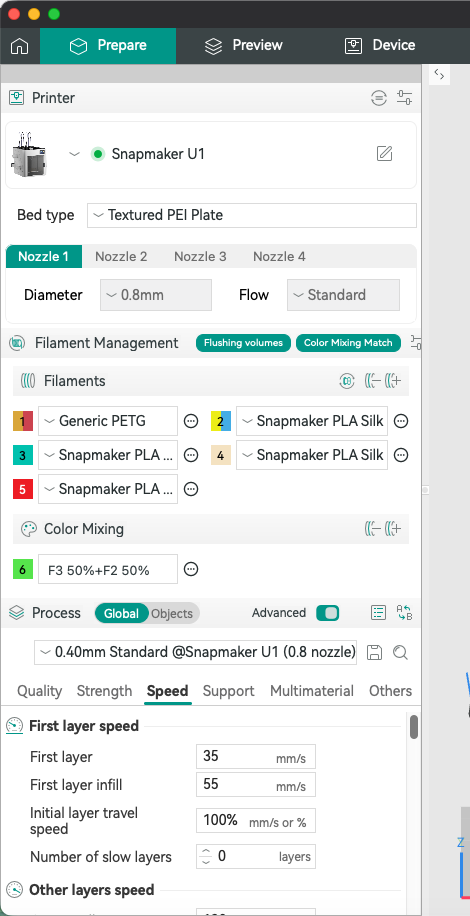 Prepare Preview Device
Printer
Snapmaker U1
Bed type Textured PEI Plate
Nozzle 1 Nozzle 2 Nozzle 3 Nozzle 4
Diameter 0.8mm Flow Standard
Filament Management Flushing volumes Color Mixing Match
Filaments
1 Generic PETG 2 Snapmaker PLA Silk
3 Snapmaker PLA ... 4 Snapmaker PLA Silk
5 Snapmaker PLA ...
Color Mixing
6 F3 50%+F2 50%
Process Global Objects Advanced
0.40mm Standard @Snapmaker U1 (0.8 nozzle)
Quality Strength Speed Support Multimaterial Others
First layer speed
First layer 35 mm/s
First layer infill 55 mm/s
Initial layer travel
speed 100% mm/s or %
Number of slow layers 0 layers
Z
Other layers speed